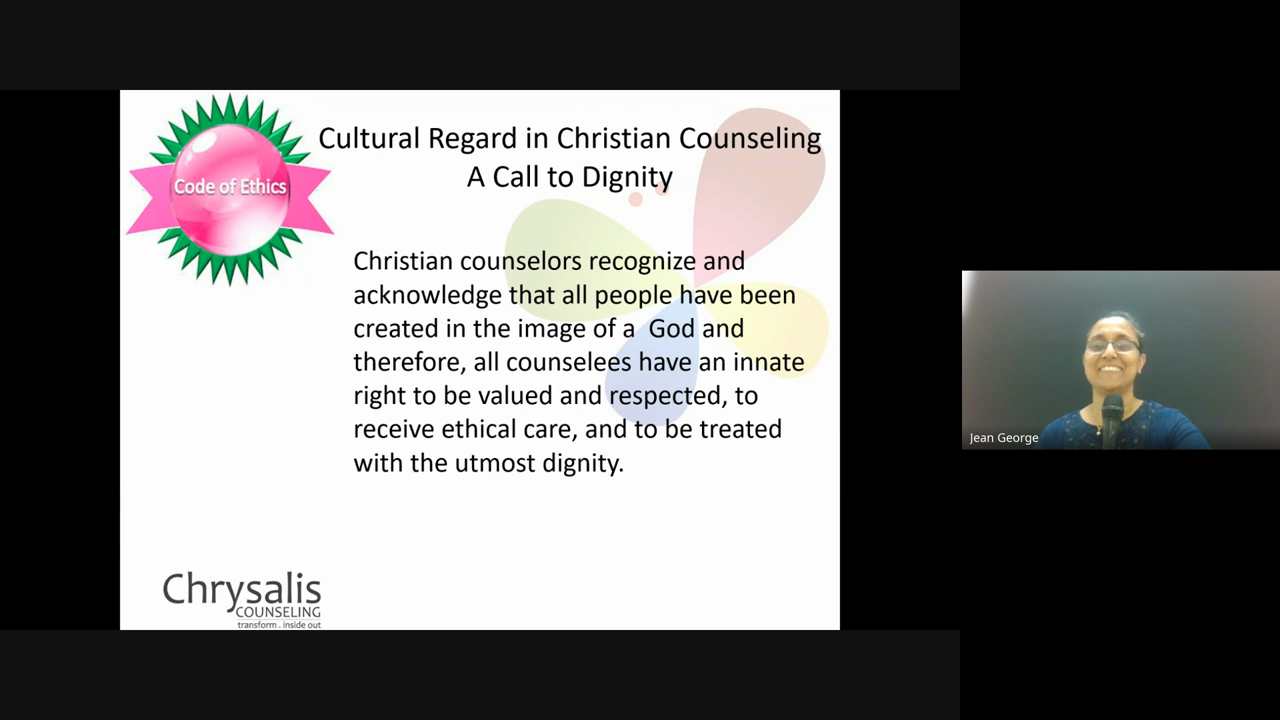 Code of Ethics
Cultural Regard in Christian Counseling
A Call to Dignity
Christian counselors recognize and
acknowledge that all people have been
created in the image of a  God and
therefore, all counselees have an innate
right to be valued and respected, to
receive ethical care, and to be treated
with the utmost dignity.
Chrysalis
COUNSELING
transform . inside out
Jean George